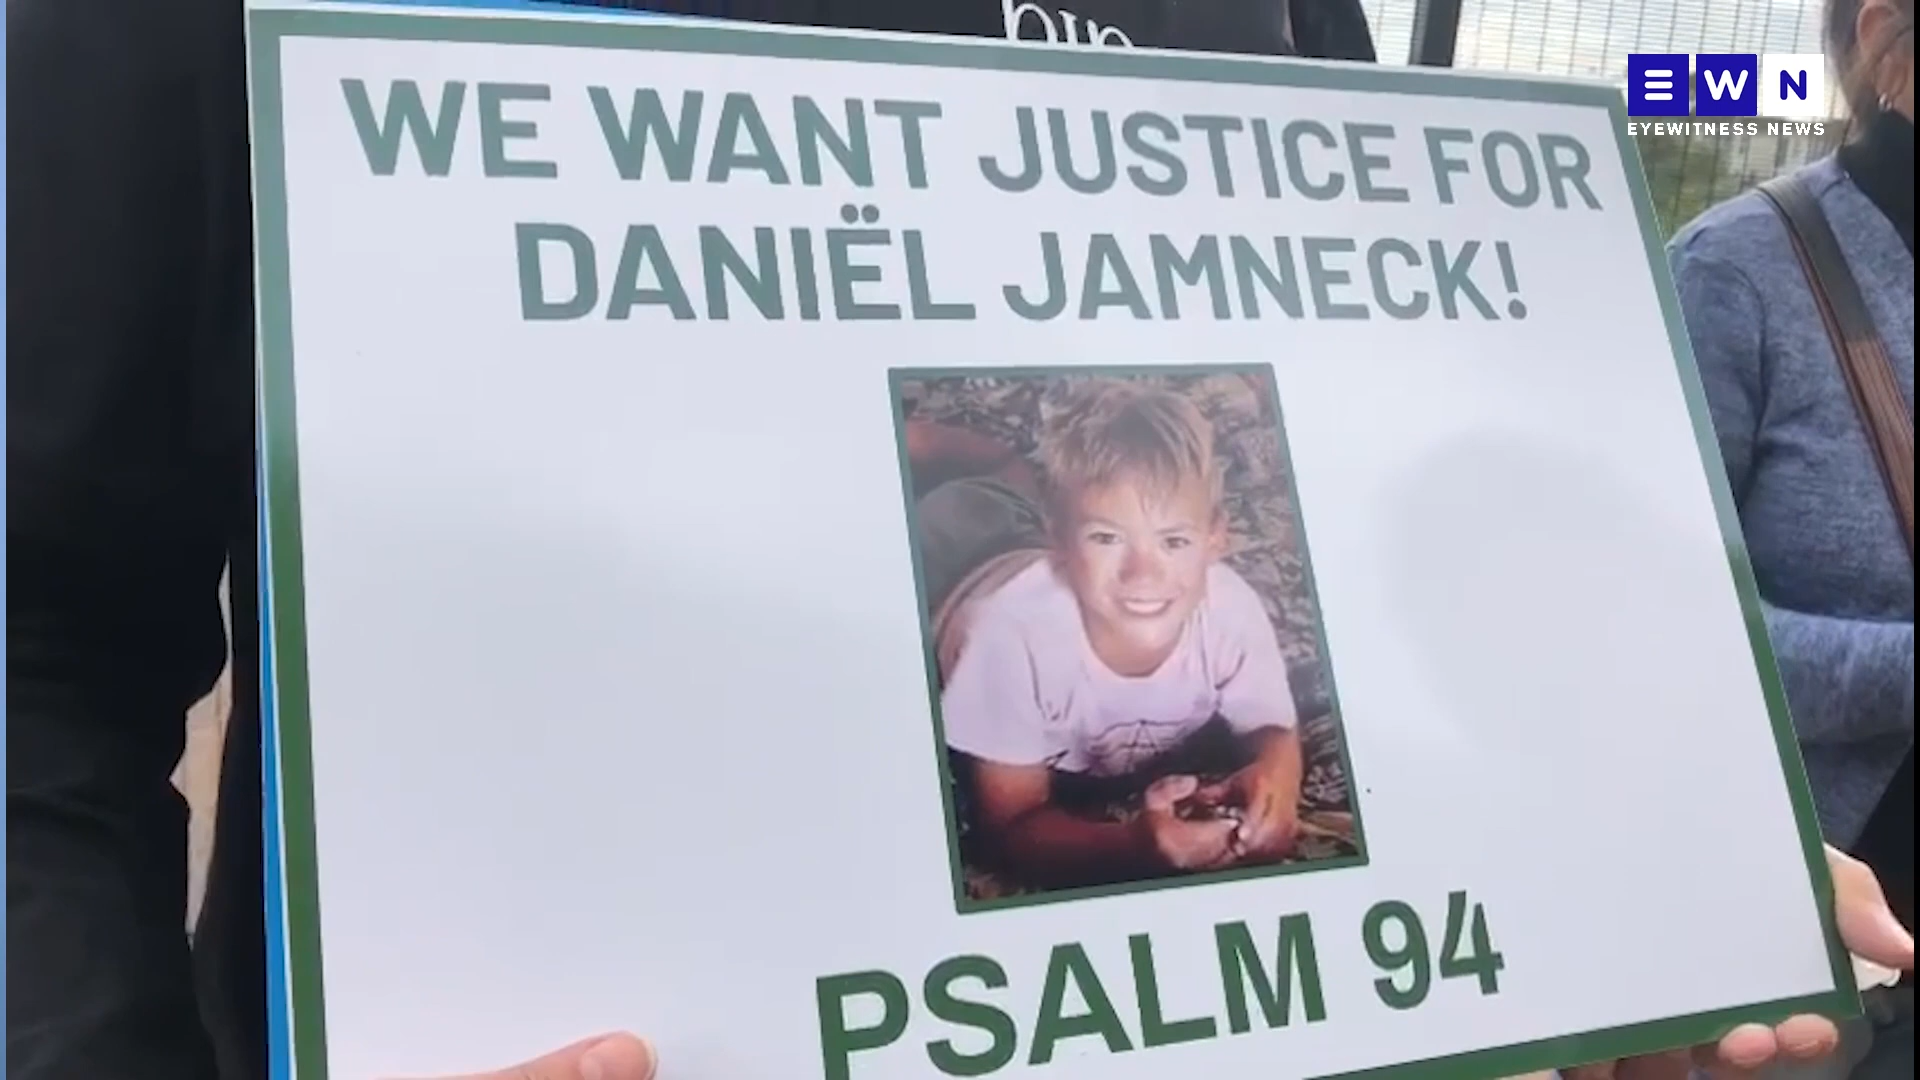 EWN
EYEWITNESS NEWS
WE WANT JUSTICE FOR
DANIËL JAMNECK!
PSALM 94